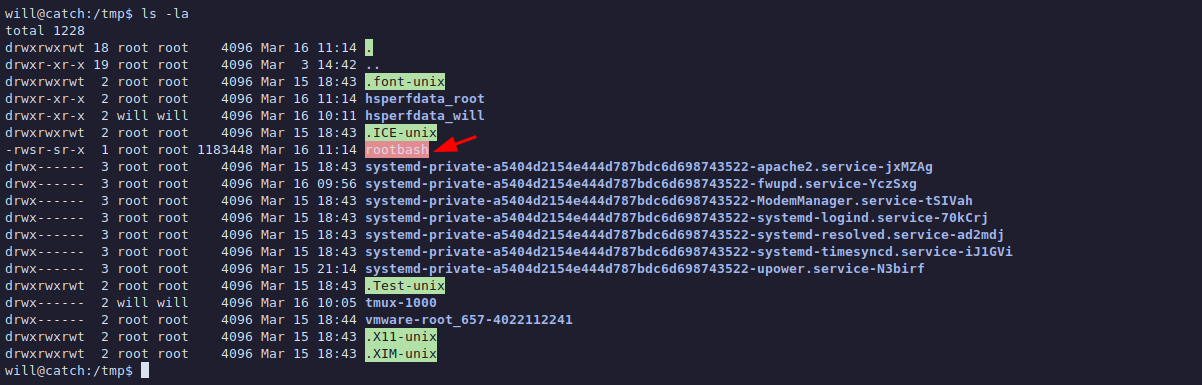 will@catch:/tmp$ ls -la
total 1228
drwxrwxrwt 18 root root    4096 Mar 16 11:14 .
drwxr-xr-x 19 root root    4096 Mar  3 14:42 ..
drwxrwxrwt  2 root root    4096 Mar 15 18:43 .font-unix
drwxr-xr-x  2 root root    4096 Mar 16 11:14 hsperfdata_root
drwxr-xr-x  2 will will    4096 Mar 16 10:11 hsperfdata_will
drwxrwxrwt  2 root root    4096 Mar 15 18:43 .ICE-unix
-rwsr-sr-x  1 root root 1183448 Mar 16 11:14 rootbash
drwx------  3 root root    4096 Mar 15 18:43 systemd-private-a5404d2154e444d787bdc6d698743522-apache2.service-jxMZAg
drwx------  3 root root    4096 Mar 16 09:56 systemd-private-a5404d2154e444d787bdc6d698743522-fwupd.service-YczSxg
drwx------  3 root root    4096 Mar 15 18:43 systemd-private-a5404d2154e444d787bdc6d698743522-ModemManager.service-tSIVah
drwx------  3 root root    4096 Mar 15 18:43 systemd-private-a5404d2154e444d787bdc6d698743522-systemd-logind.service-70kCrj
drwx------  3 root root    4096 Mar 15 18:43 systemd-private-a5404d2154e444d787bdc6d698743522-systemd-resolved.service-ad2mdj
drwx------  3 root root    4096 Mar 15 18:43 systemd-private-a5404d2154e444d787bdc6d698743522-systemd-timesyncd.service-iJ1GVi
drwx------  3 root root    4096 Mar 15 21:14 systemd-private-a5404d2154e444d787bdc6d698743522-upower.service-N3birf
drwxrwxrwt  2 root root    4096 Mar 15 18:43 .Test-unix
drwx------  2 will will    4096 Mar 16 10:05 tmux-1000
drwx------  2 root root    4096 Mar 15 18:44 vmware-root_657-4022112241
drwxrwxrwt  2 root root    4096 Mar 15 18:43 .X11-unix
drwxrwxrwt  2 root root    4096 Mar 15 18:43 .XIM-unix
will@catch:/tmp$